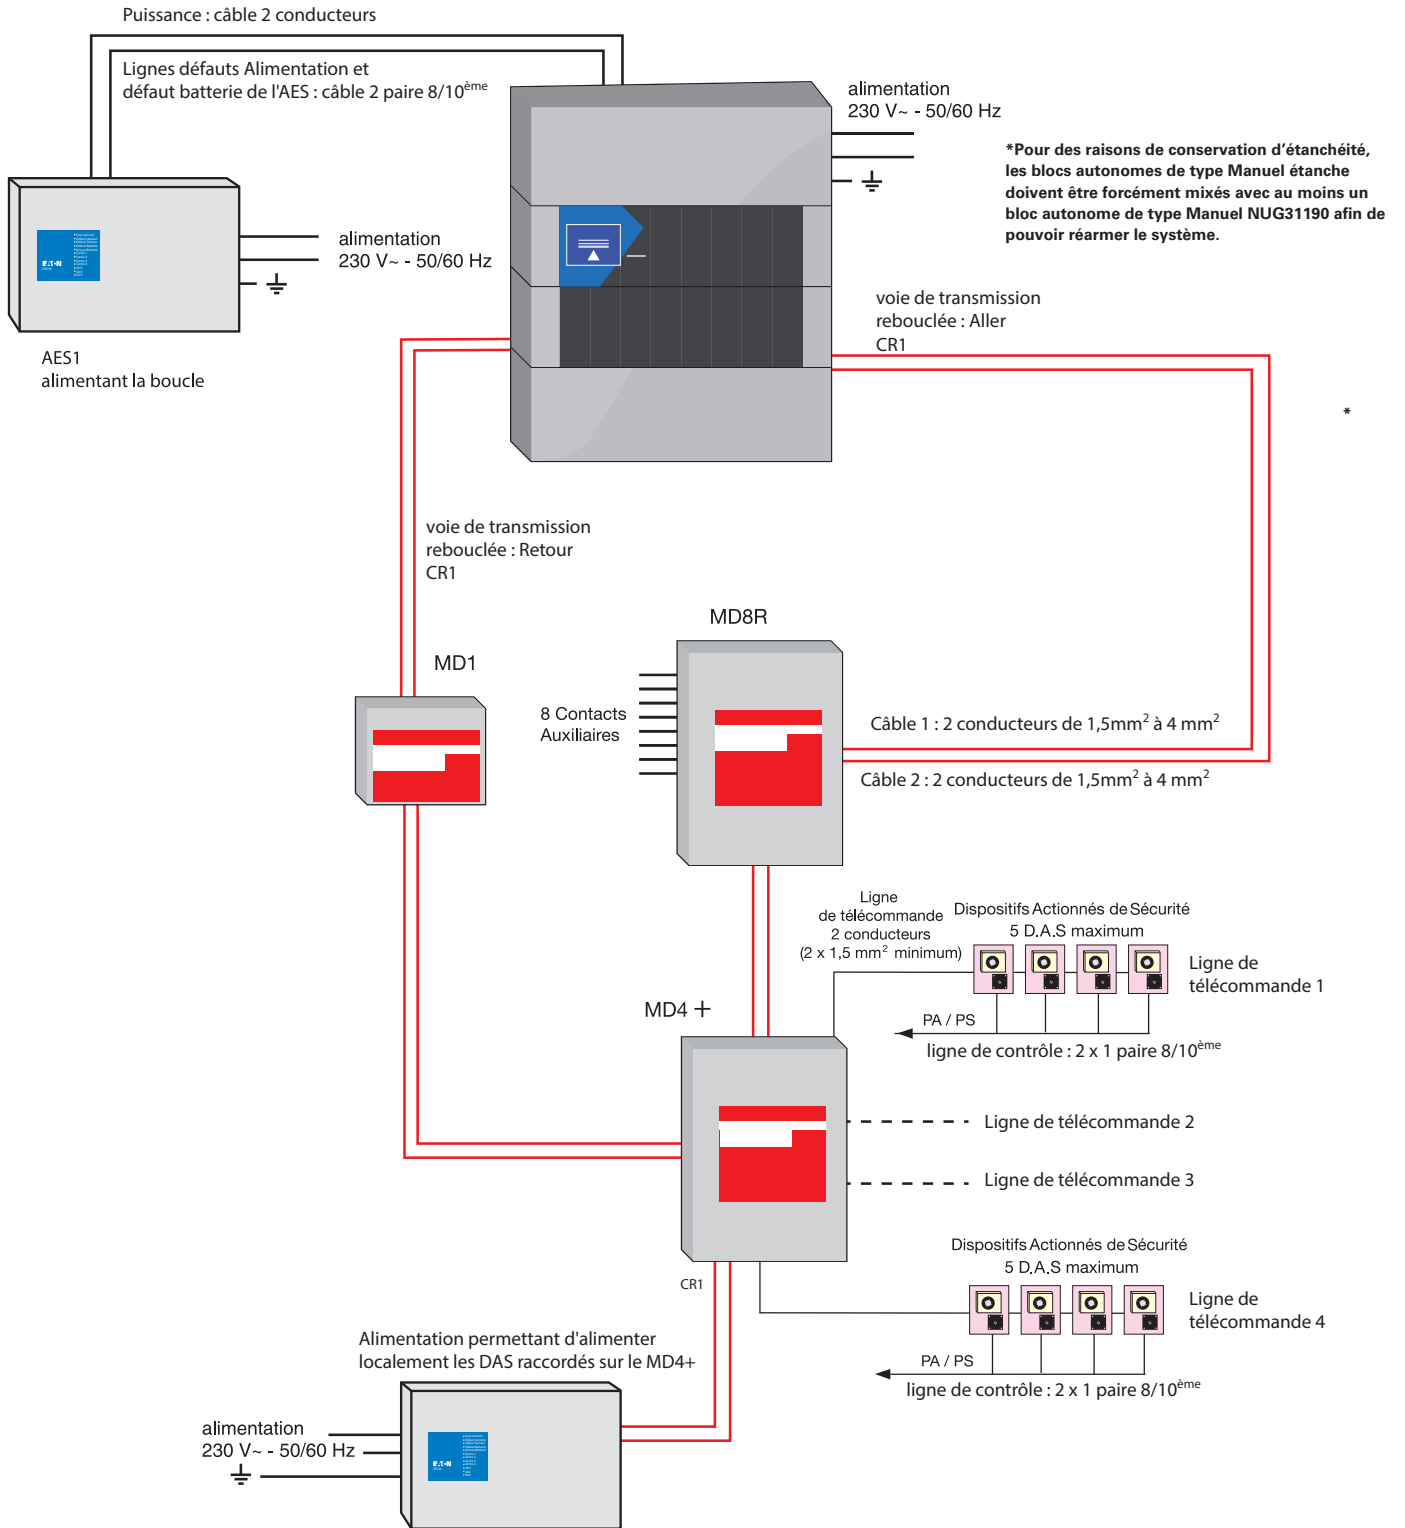 Puissance : câble 2 conducteurs
Lignes défauts Alimentation et
défaut batterie de l'AES : câble 2 paire 8/10ème
alimentation
230 V~ - 50/60 Hz
*Pour des raisons de conservation d'étanchéité,
les blocs autonomes de type Manuel étanche
doivent être forcément mixés avec au moins un
bloc autonome de type Manuel NUG31190 afin de
pouvoir réarmer le système.
alimentation
230 V~ - 50/60 Hz
EATON
AES1
alimentant la boucle
voie de transmission
rebouclée : Aller
CR1
*
voie de transmission
rebouclée : Retour
CR1
MD8R
MD1
8 Contacts
Auxiliaires
Câble 1 : 2 conducteurs de 1,5mm² à 4 mm²
Câble 2 : 2 conducteurs de 1,5mm² à 4 mm²
Ligne
de télécommande
2 conducteurs
(2 x 1,5 mm² minimum)
Dispositifs Actionnés de Sécurité
5 D.A.S maximum
Ligne de
télécommande 1
MD4 +
PA / PS
ligne de contrôle : 2 x 1 paire 8/10ème
Ligne de télécommande 2
Ligne de télécommande 3
Dispositifs Actionnés de Sécurité
5 D.A.S maximum
CR1
Ligne de
télécommande 4
Alimentation permettant d'alimenter
localement les DAS raccordés sur le MD4+
PA / PS
ligne de contrôle : 2 x 1 paire 8/10ème
alimentation
230 V~ - 50/60 Hz
EATON